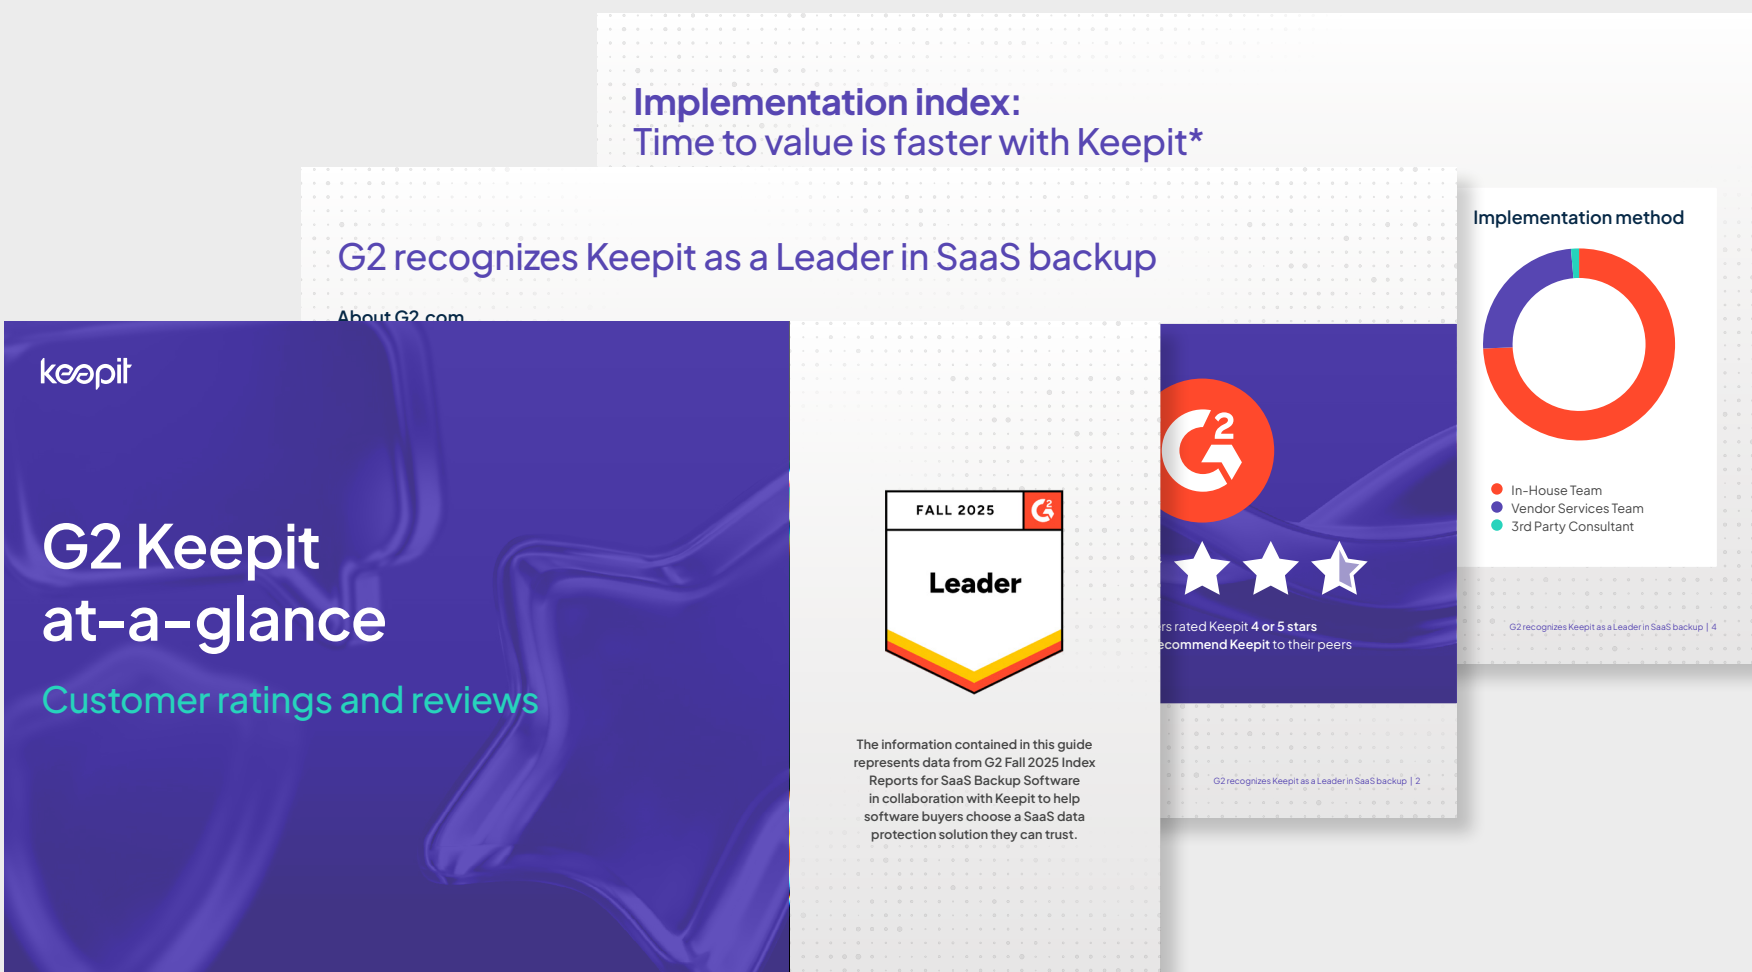 Implementation index:
Time to value is faster with Keepit*
G2 recognizes Keepit as a Leader in SaaS backup
About G2.com
Implementation method
In-House Team
Vendor Services Team
3rd Party Consultant
G2 recognizes Keepit as a Leader in SaaS backup | 4
keepit
G2 Keepit
at-a-glance
Customer ratings and reviews
FALL 2025
G2
Leader
The information contained in this guide
represents data from G2 Fall 2025 Index
Reports for SaaS Backup Software
in collaboration with Keepit to help
software buyers choose a SaaS data
protection solution they can trust.
G2
rated Keepit 4 or 5 stars
recommend Keepit to their peers
G2 recognizes Keepit as a Leader in SaaS backup | 2